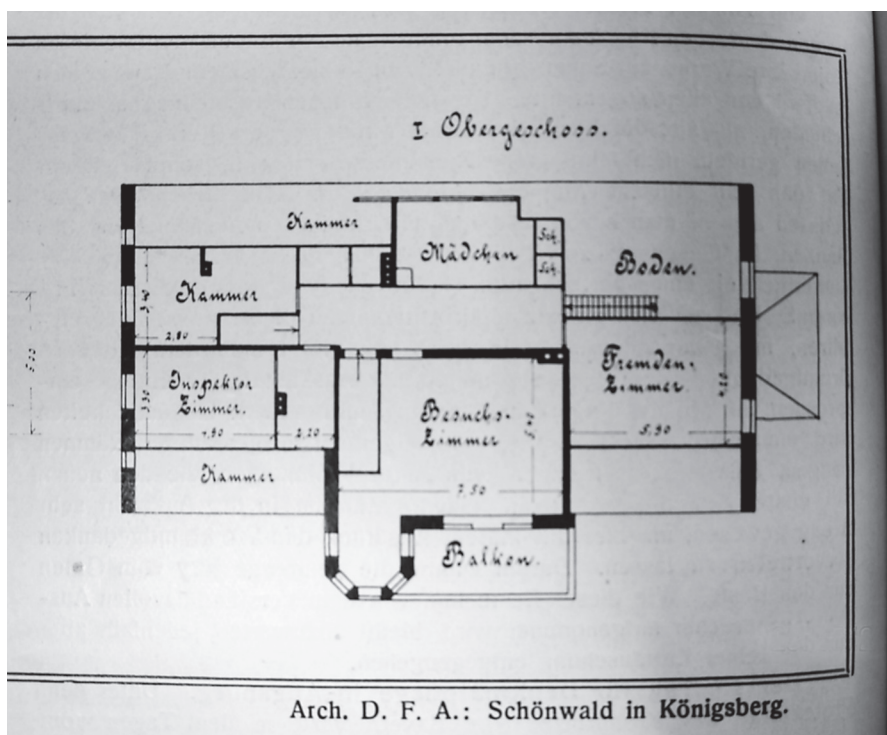 I Obergeschoss.
Kammer
Mädchen
Sch.
Sch.
Boden.
Kammer
2,80
Fremden-
Zimmer.
Inspektor
Zimmer
Besuchs-
Zimmer
4,80
2,20
5,90
Kammer
7,50
Balkon.
Arch. D. F. A.: Schönwald in Königsberg.